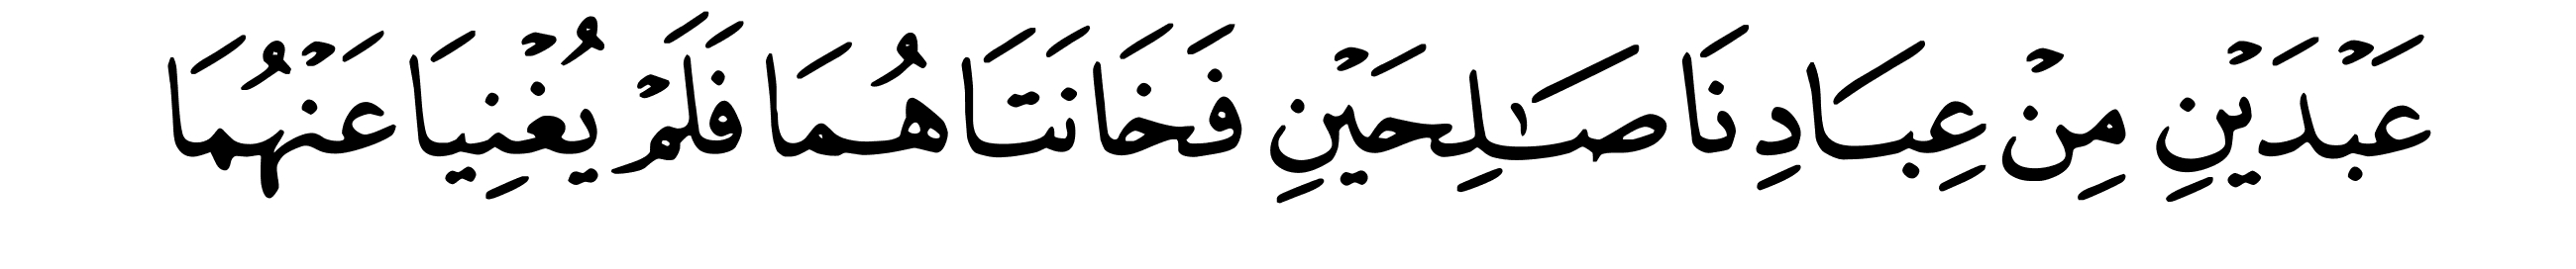 عَبْدَيْنِ مِنْ عِبَادِنَا صَـٰلِحَيْنِ فَخَانَتَاهُمَا فَلَمْ يُغْنِيَا عَنْهُمَا